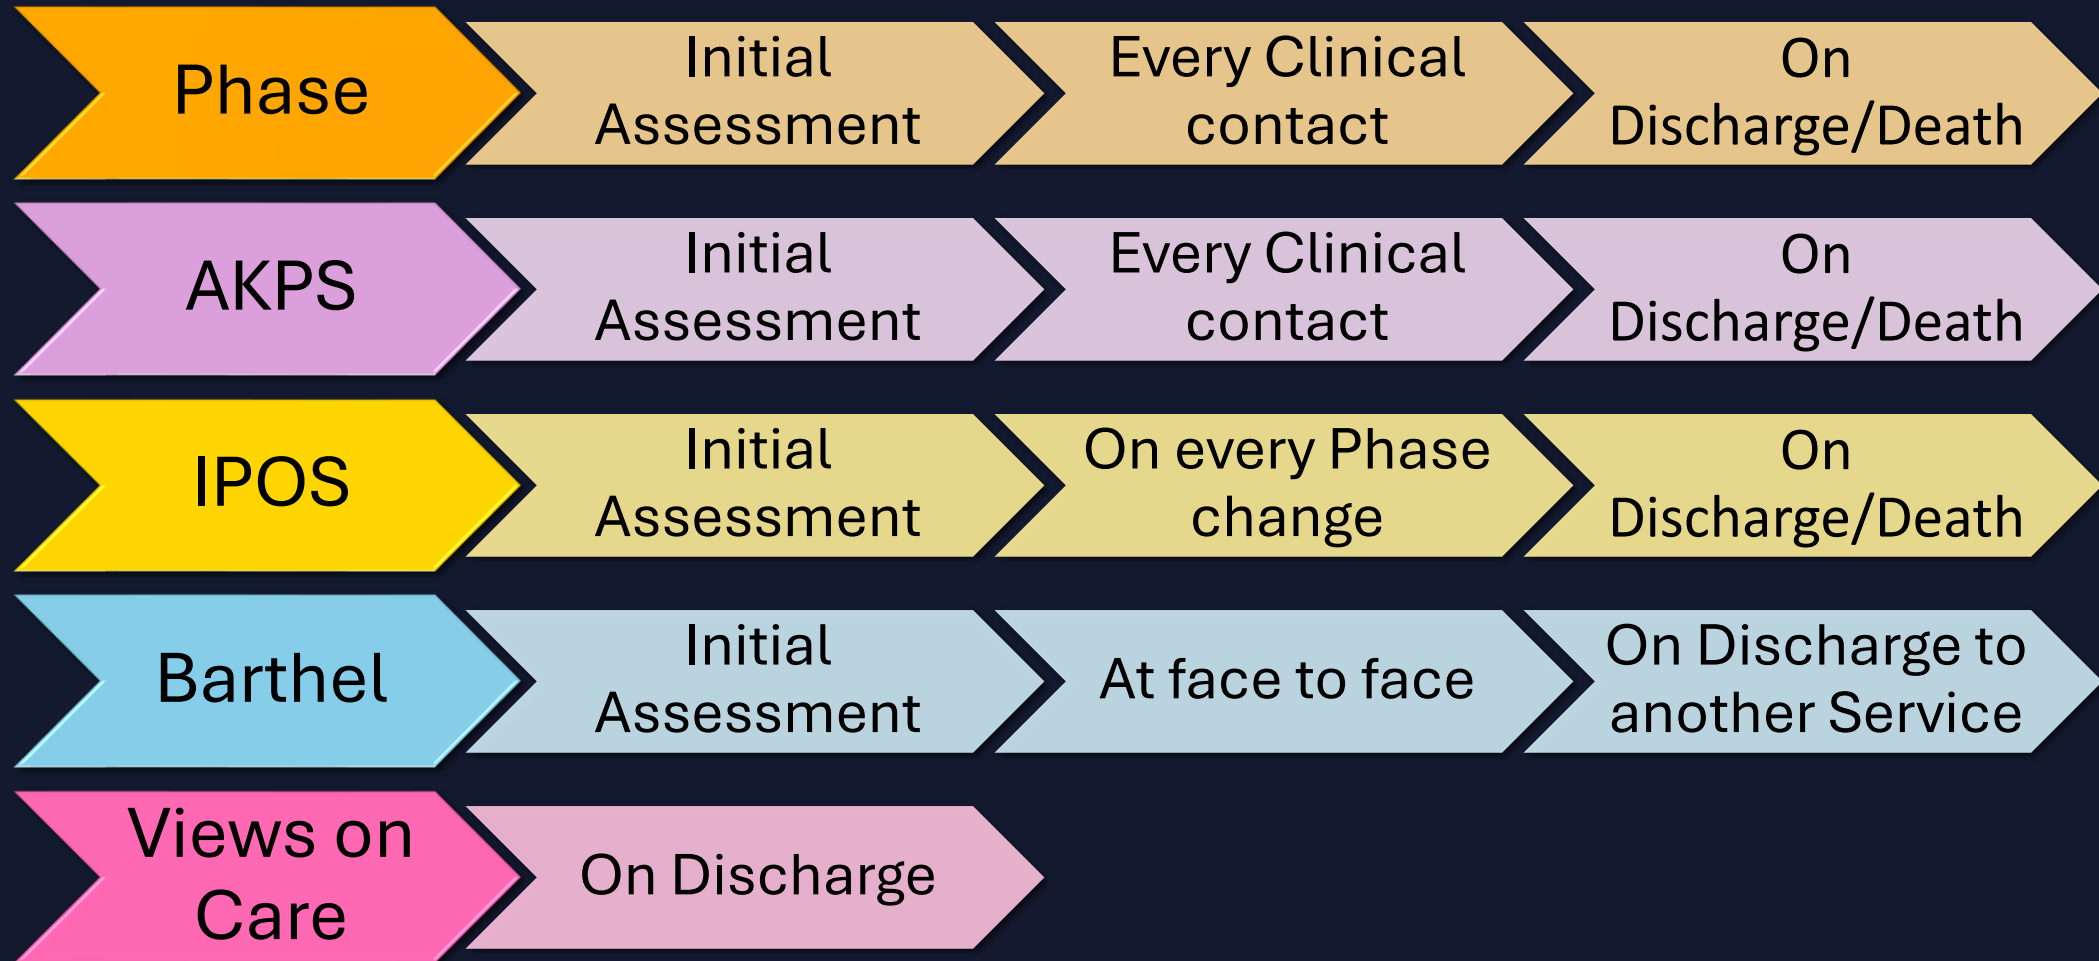 Phase
Initial
Assessment
Every Clinical
contact
On
Discharge/Death
AKPS
Initial
Assessment
Every Clinical
contact
On
Discharge/Death
IPOS
Initial
Assessment
On every Phase
change
On
Discharge/Death
Barthel
Initial
Assessment
At face to face
On Discharge to
another Service
Views on
Care
On Discharge